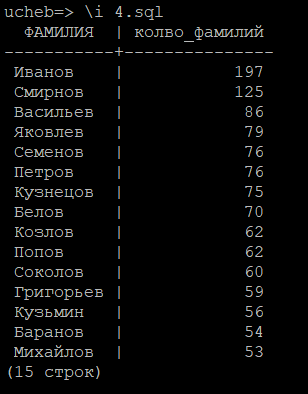 ucheb=> \i 4.sql
ФАМИЛИЯ | колво_фамилий
-----------+---------------
Иванов | 197
Смирнов | 125
Васильев | 86
Яковлев | 79
Семенов | 76
Петров | 76
Кузнецов | 75
Белов | 70
Козлов | 62
Попов | 62
Соколов | 60
Григорьев | 59
Кузьмин | 56
Баранов | 54
Михайлов | 53
(15 строк)